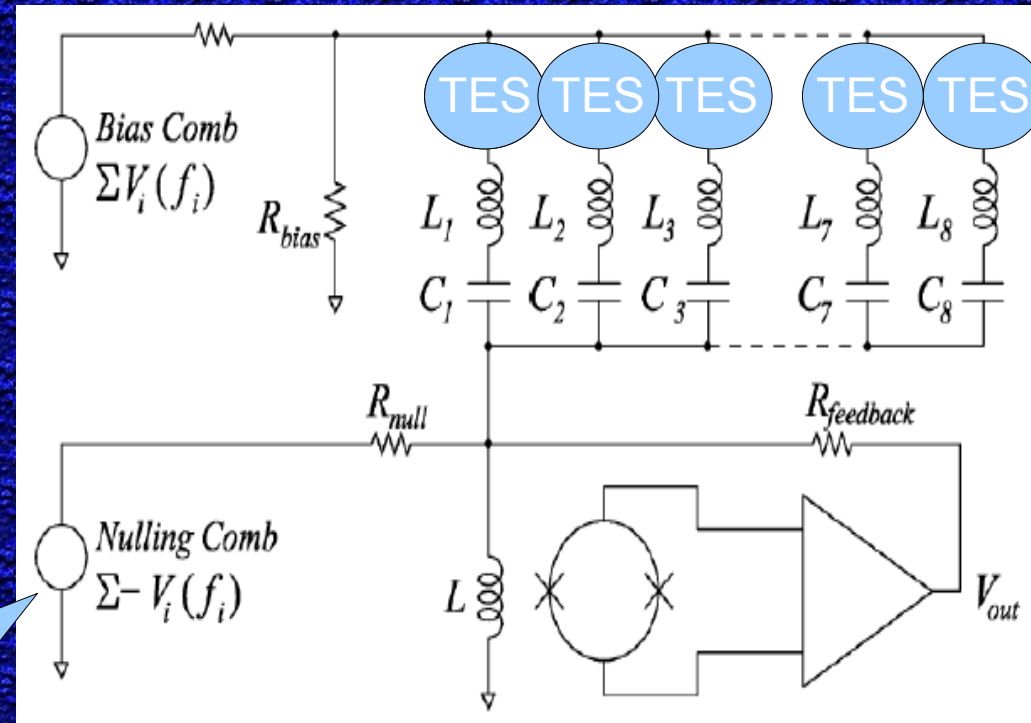 TES TES TES TES TES
Bias Comb
ΣV_i(f_i)
R_bias
L_1 L_2 L_3 L_7 L_8
C_1 C_2 C_3 C_7 C_8
R_null
R_feedback
Nulling Comb
Σ- V_i(f_i)
L
V_out